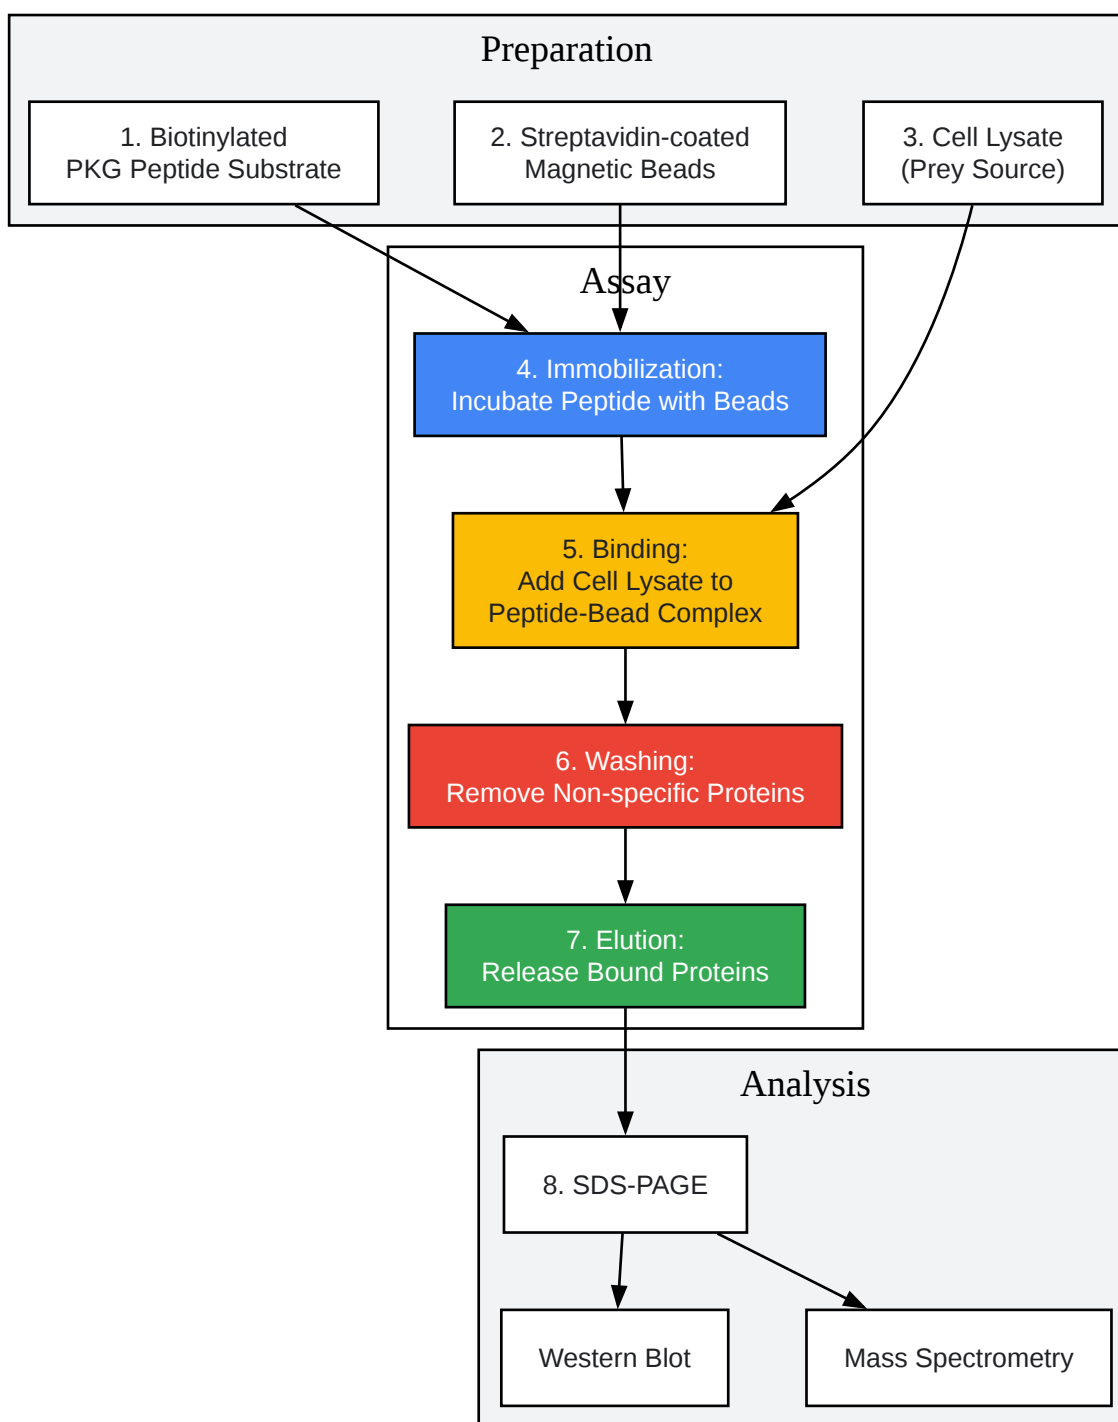 Preparation
1. Biotinylated
PKG Peptide Substrate
2. Streptavidin-coated
Magnetic Beads
3. Cell Lysate
(Prey Source)
Assay
4. Immobilization:
Incubate Peptide with Beads
5. Binding:
Add Cell Lysate to
Peptide-Bead Complex
6. Washing:
Remove Non-specific Proteins
7. Elution:
Release Bound Proteins
Analysis
8. SDS-PAGE
Western Blot
Mass Spectrometry